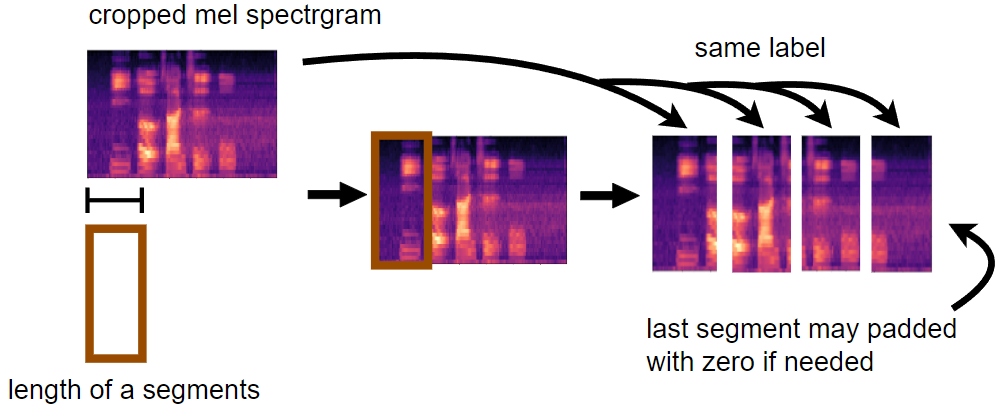 cropped mel spectrgram
same label
last segment may padded
with zero if needed
length of a segments